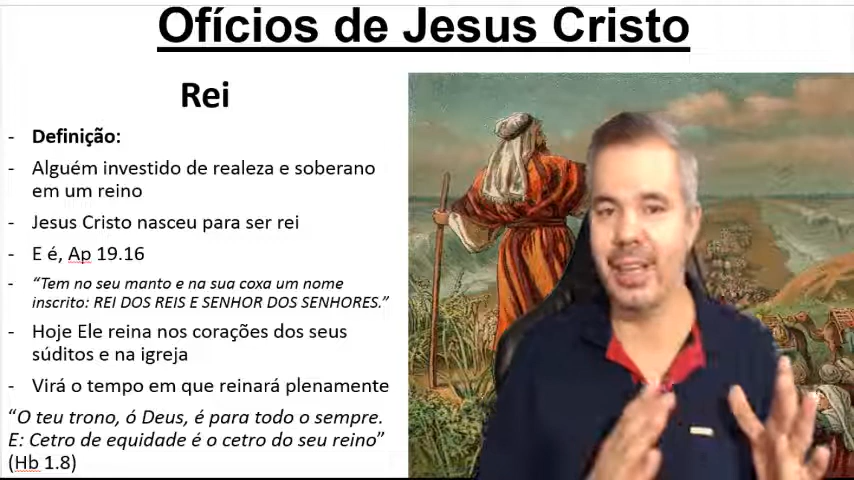 Ofícios de Jesus Cristo
Rei
- Definição:
- Alguém investido de realeza e soberano
em um reino
- Jesus Cristo nasceu para ser rei
- E é, Ap 19.16
- “Tem no seu manto e na sua coxa um nome
inscrito: REI DOS REIS E SENHOR DOS SENHORES.”
- Hoje Ele reina nos corações dos seus
súditos e na igreja
- Virá o tempo em que reinará plenamente
“O teu trono, ó Deus, é para todo o sempre.
E: Cetro de equidade é o cetro do seu reino”
(Hb 1.8)